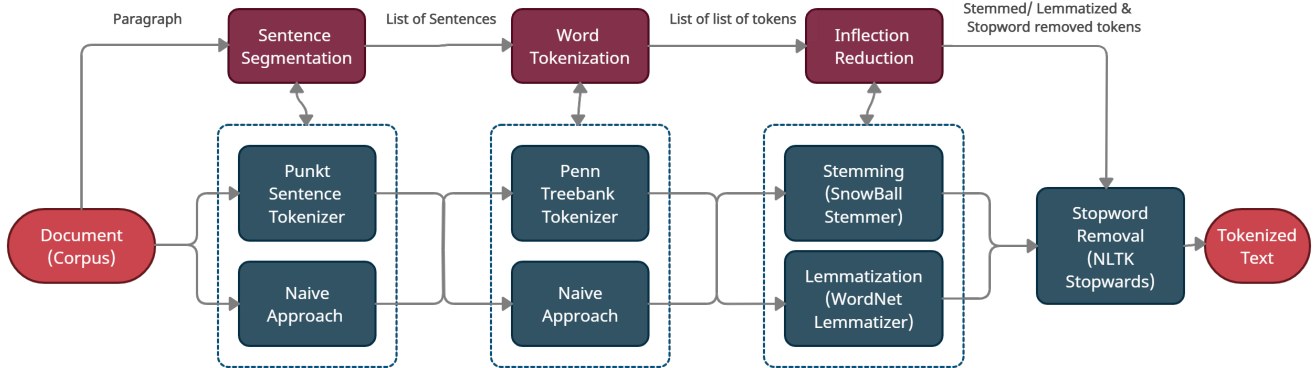 Paragraph
Sentence
Segmentation
List of Sentences
Word
Tokenization
List of list of tokens
Inflection
Reduction
Stemmed/ Lemmatized &
Stopword removed tokens
Document
(Corpus)
Punkt
Sentence
Tokenizer
Naive
Approach
Penn
Treebank
Tokenizer
Naive
Approach
Stemming
(SnowBall
Stemmer)
Lemmatization
(WordNet
Lemmatizer)
Stopword
Removal
(NLTK
Stopwards)
Tokenized
Text